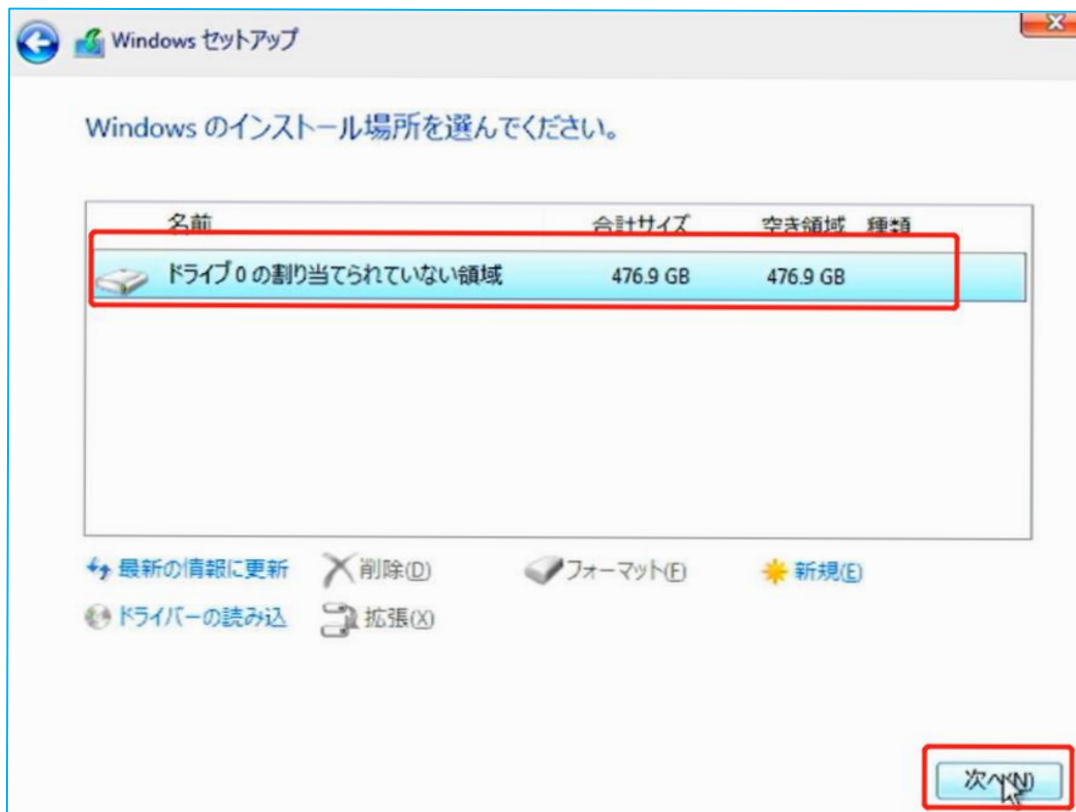 Windows セットアップ
Windows のインストール場所を選んでください。
名前 合計サイズ 空き領域 種類
ドライブ 0 の割り当てられていない領域 476.9 GB 476.9 GB
最新の情報に更新 削除(D) フォーマット(F) 新規(E)
ドライバーの読み込 拡張(X)
次へ(N)